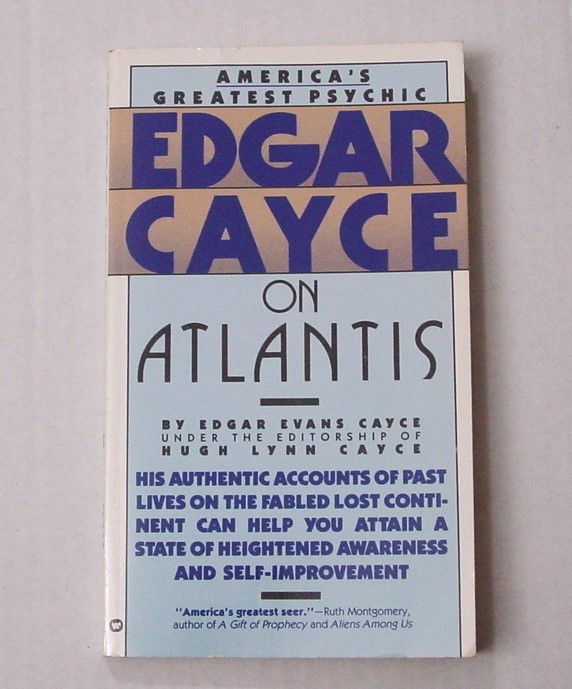 AMERICA'S
GREATEST PSYCHIC
EDGAR
CAYCE
ON
ATLANTIS
BY EDGAR EVANS CAYCE
UNDER THE EDITORSHIP OF
HUGH LYNN CAYCE
HIS AUTHENTIC ACCOUNTS OF PAST
LIVES ON THE FABLED LOST CONTI-
NENT CAN HELP YOU ATTAIN A
STATE OF HEIGHTENED AWARENESS
AND SELF-IMPROVEMENT
"America's greatest seer."—Ruth Montgomery,
author of A Gift of Prophecy and Aliens Among Us